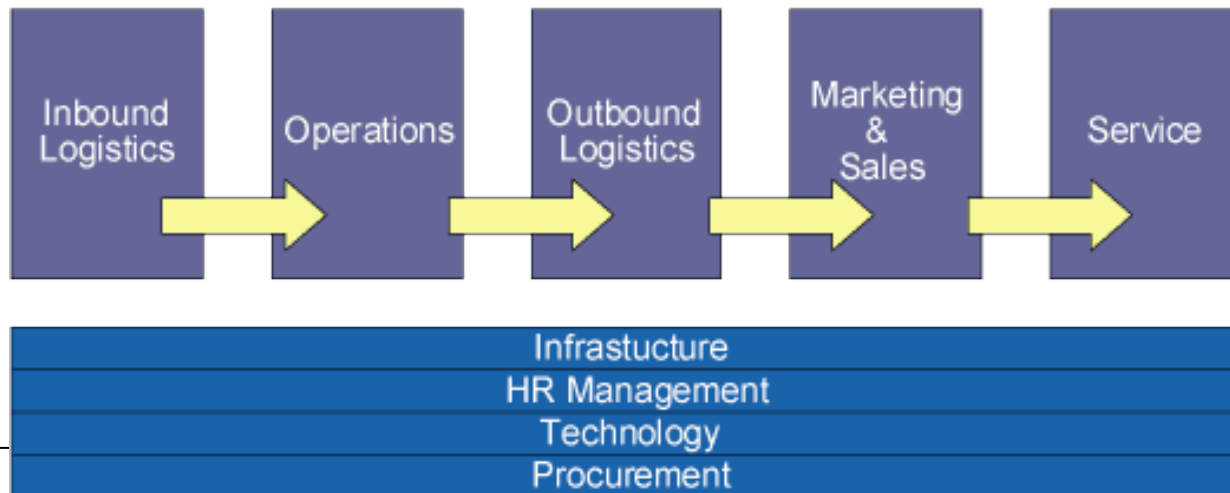 Inbound
Logistics
Operations
Outbound
Logistics
Marketing
&
Sales
Service
Infrastucture
HR Management
Technology
Procurement